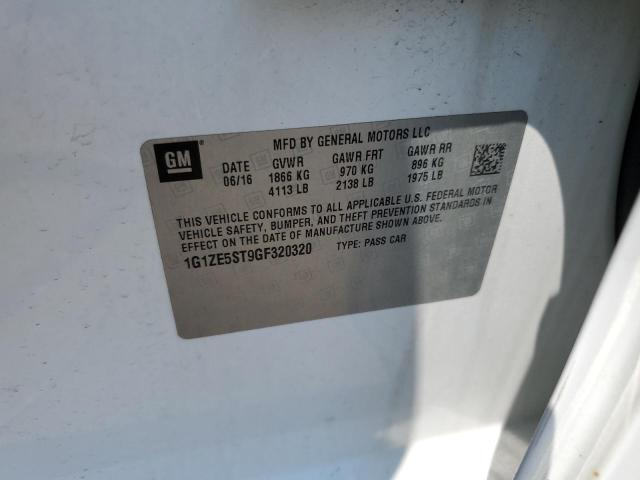 GM
MFD BY GENERAL MOTORS LLC
DATE GVWR GAWR FRT GAWR RR
06/16 1866 KG 970 KG 896 KG
4113 LB 2138 LB 1975 LB
THIS VEHICLE CONFORMS TO ALL APPLICABLE U.S. FEDERAL MOTOR
VEHICLE SAFETY, BUMPER, AND THEFT PREVENTION STANDARDS IN
EFFECT ON THE DATE OF MANUFACTURE SHOWN ABOVE.
1G1ZE5ST9GF320320 TYPE: PASS CAR